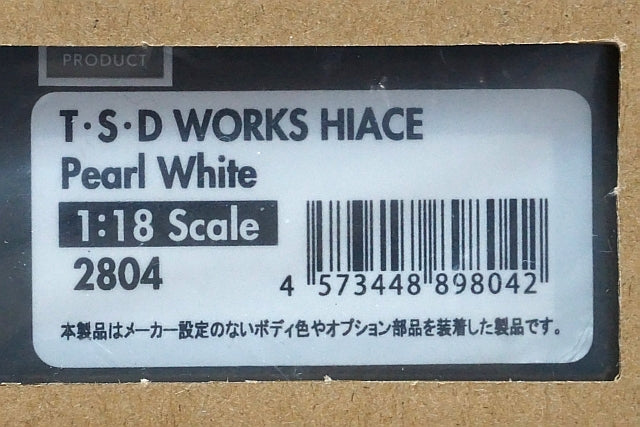 PRODUCT
T·S·D WORKS HIACE
Pearl White
1:18 Scale
2804
4 573448 898042
本製品はメーカー設定のないボディ色やオプション部品を装着した製品です。